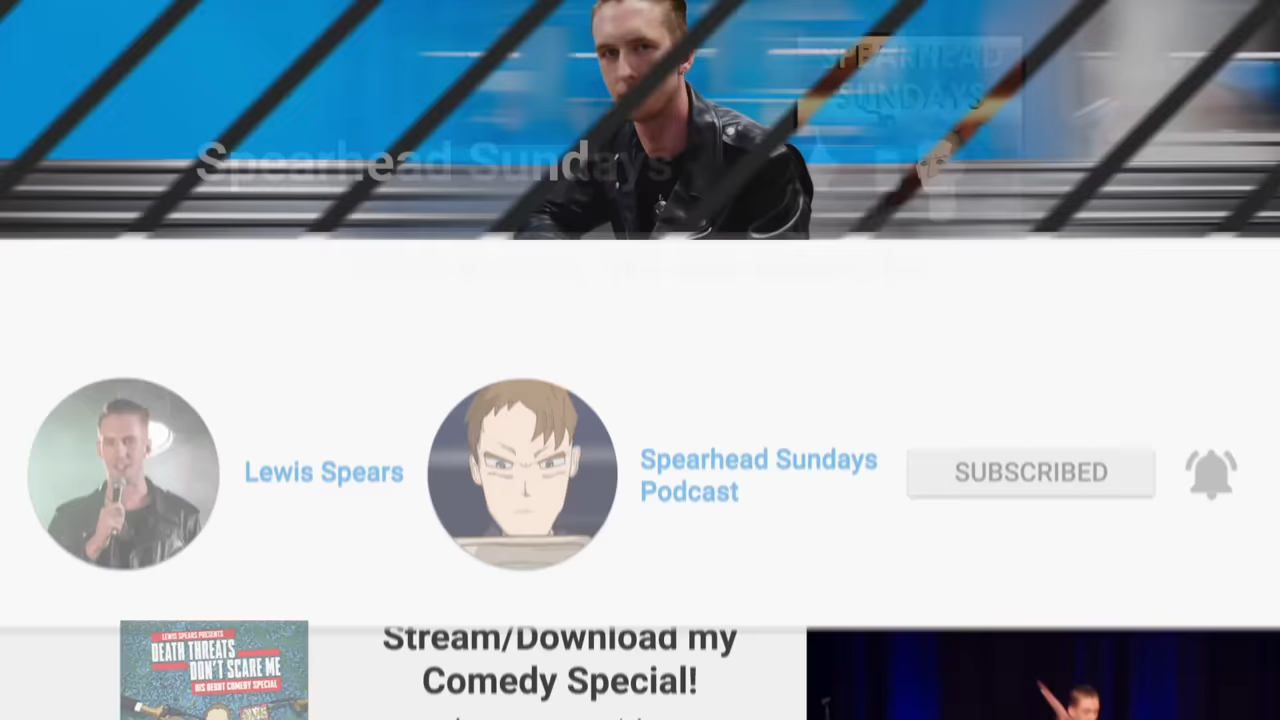 SPEARHEAD
SUNDAYS
Spearhead Sundays
Lewis Spears
Spearhead Sundays
Podcast
SUBSCRIBED
LEWIS SPEARS PRESENTS
DEATH THREATS
DON'T SCARE ME
HIS DEBUT COMEDY SPECIAL
Stream/Download my
Comedy Special!